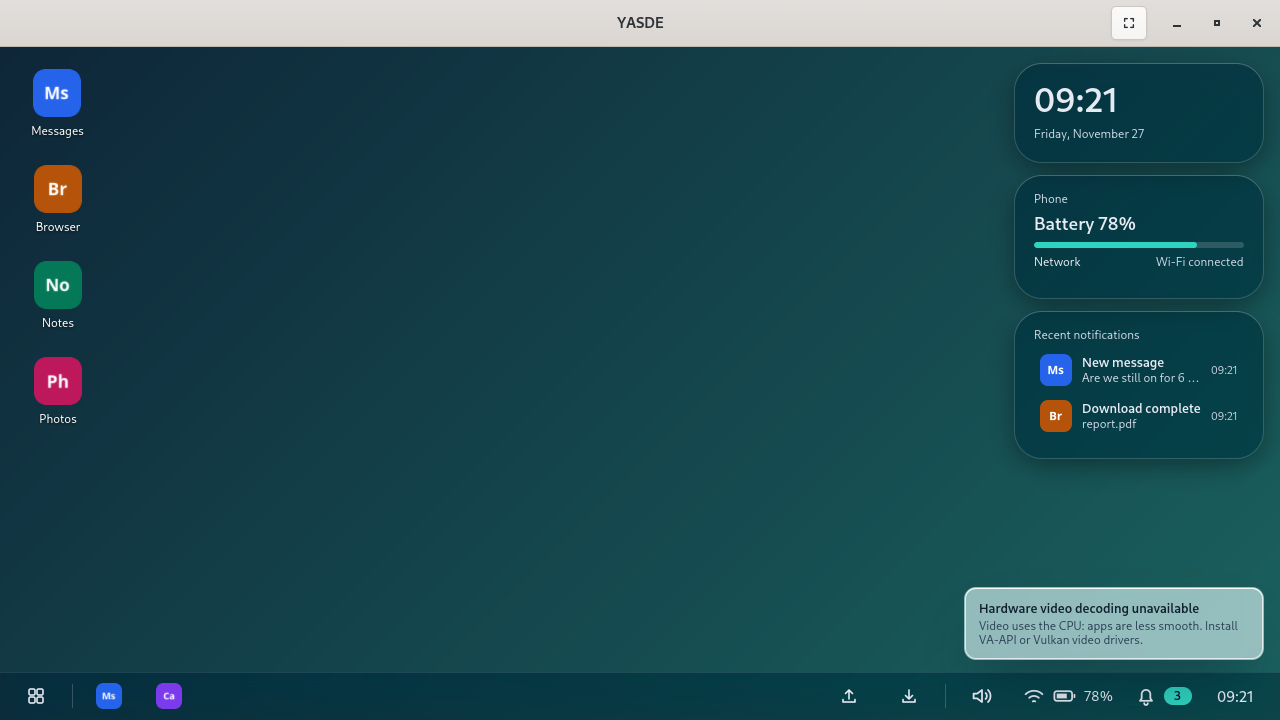 YASDE
Ms
Messages
Br
Browser
No
Notes
Ph
Photos
09:21
Friday, November 27
Phone
Battery 78%
Network
Wi-Fi connected
Recent notifications
Ms
New message
Are we still on for 6 …
09:21
Br
Download complete
report.pdf
09:21
Hardware video decoding unavailable
Video uses the CPU: apps are less smooth. Install
VA-API or Vulkan video drivers.
Ms
Ca
78%
3
09:21